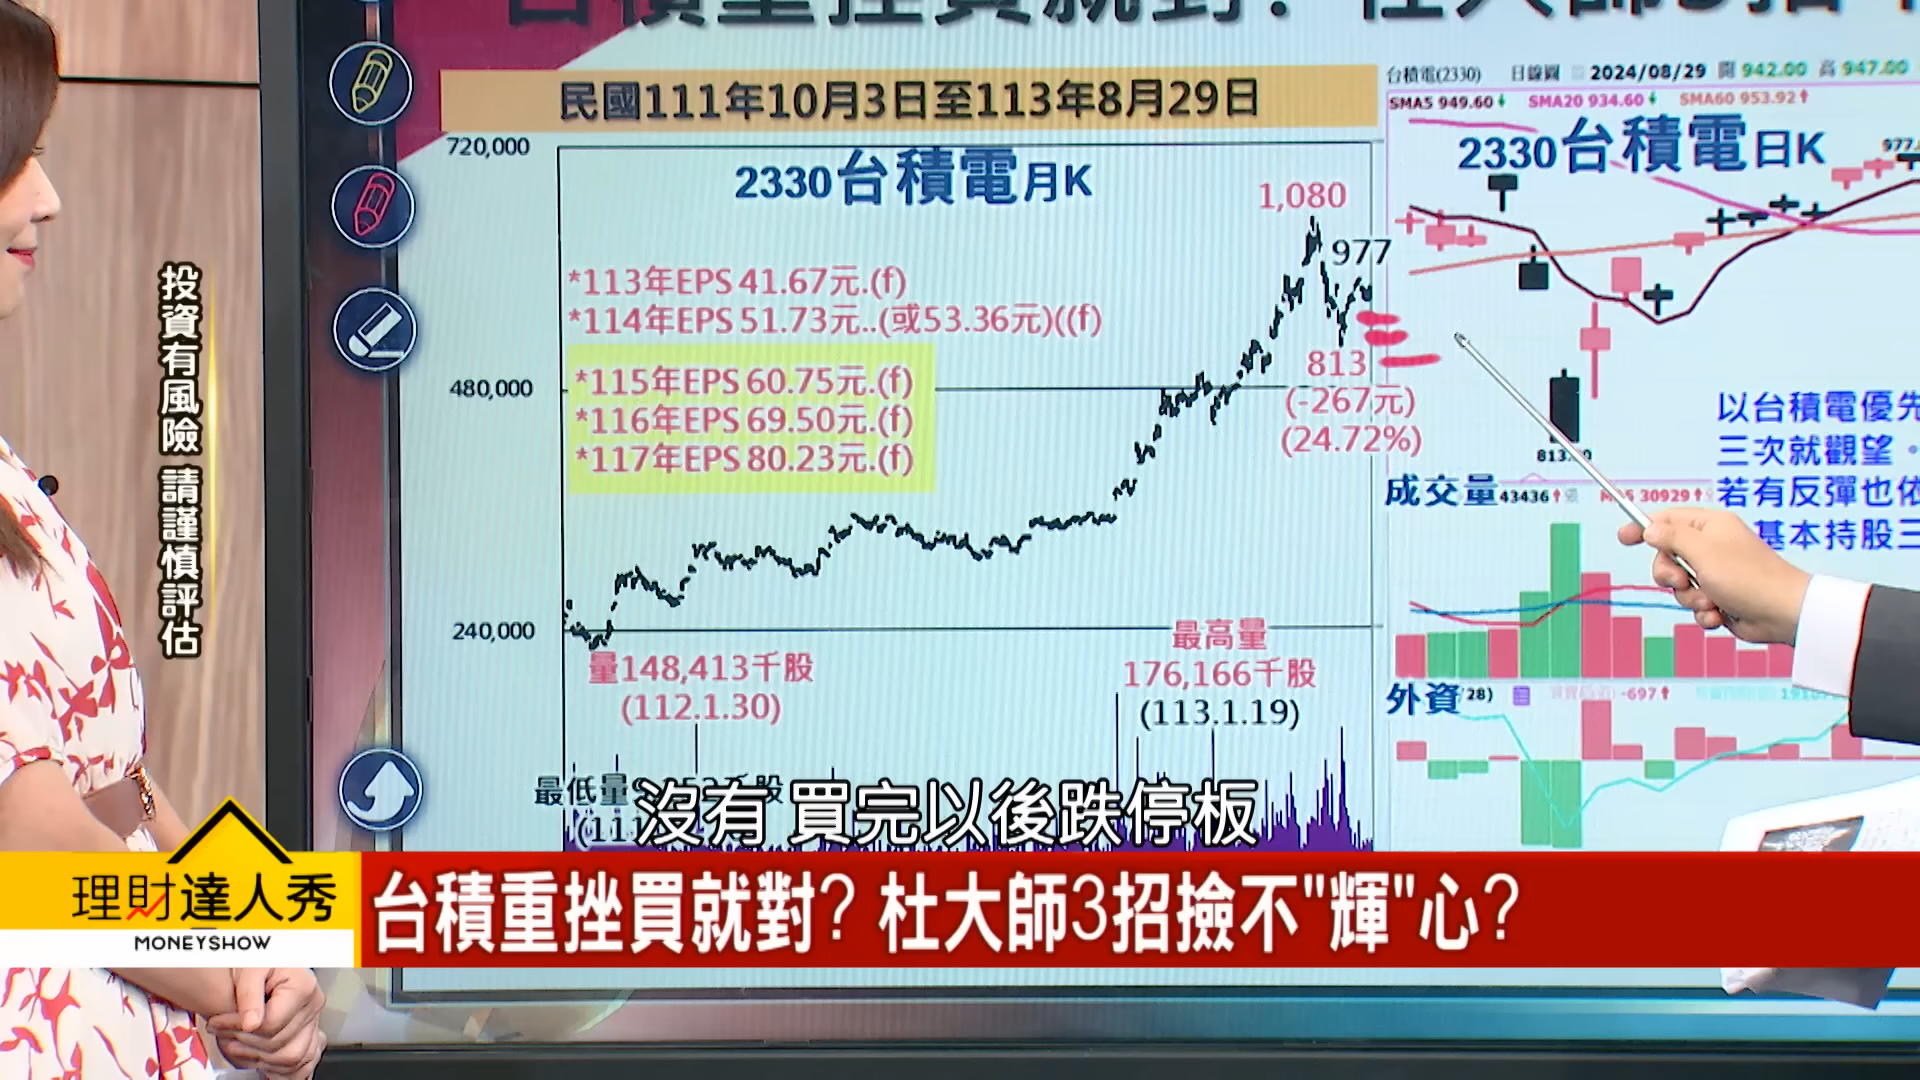 民國111年10月3日至113年8月29日
720,000
2330台積電月K
1,080
977
*113年EPS 41.67元.(f)
*114年EPS 51.73元..(或53.36元)((f)
*115年EPS 60.75元.(f)
*116年EPS 69.50元.(f)
*117年EPS 80.23元.(f)
480,000
813
(-267元)
(24.72%)
240,000
量148,413千股
(112.1.30)
最高量
176,166千股
(113.1.19)
最低量
台積電(2330) 日線圖 2024/08/29 開 942.00 高 947.00
SMA5 949.60↓ SMA20 934.60↓ SMA60 953.92↑
2330台積電日K
977.
以台積電優先
三次就觀望。
若有反彈也依
基本持股三
成交量 43436↑ 30929↑
外資 -697↑
投資有風險 請謹慎評估
沒有 買完以後跌停板
理財達人秀
MONEYSHOW
台積重挫買就對? 杜大師3招撿不"輝"心?